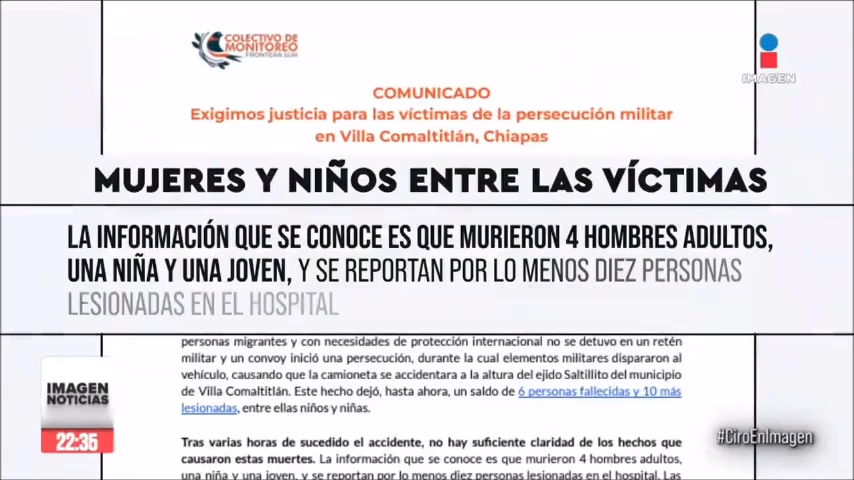 COLECTIVO DE
MONITOREO
FRONTERA SUR
IMAGEN
COMUNICADO
Exigimos justicia para las víctimas de la persecución militar
en Villa Comaltitlán, Chiapas
MUJERES Y NIÑOS ENTRE LAS VÍCTIMAS
LA INFORMACIÓN QUE SE CONOCE ES QUE MURIERON 4 HOMBRES ADULTOS,
UNA NIÑA Y UNA JOVEN, Y SE REPORTAN POR LO MENOS DIEZ PERSONAS
LESIONADAS EN EL HOSPITAL
personas migrantes y con necesidades de protección internacional no se detuvo en un retén
militar y un convoy inició una persecución, durante la cual elementos militares dispararon al
vehículo, causando que la camioneta se accidentara a la altura del ejido Saltillito del municipio
de Villa Comaltitlán. Este hecho dejó, hasta ahora, un saldo de 6 personas fallecidas y 10 más
lesionadas, entre ellas niños y niñas.
Tras varias horas de sucedido el accidente, no hay suficiente claridad de los hechos que
causaron estas muertes. La información que se conoce es que murieron 4 hombres adultos,
una niña y una joven, y se reportan por lo menos diez personas lesionadas en el hospital. Las
IMAGEN
NOTICIAS
22:35
#CiroEnImagen